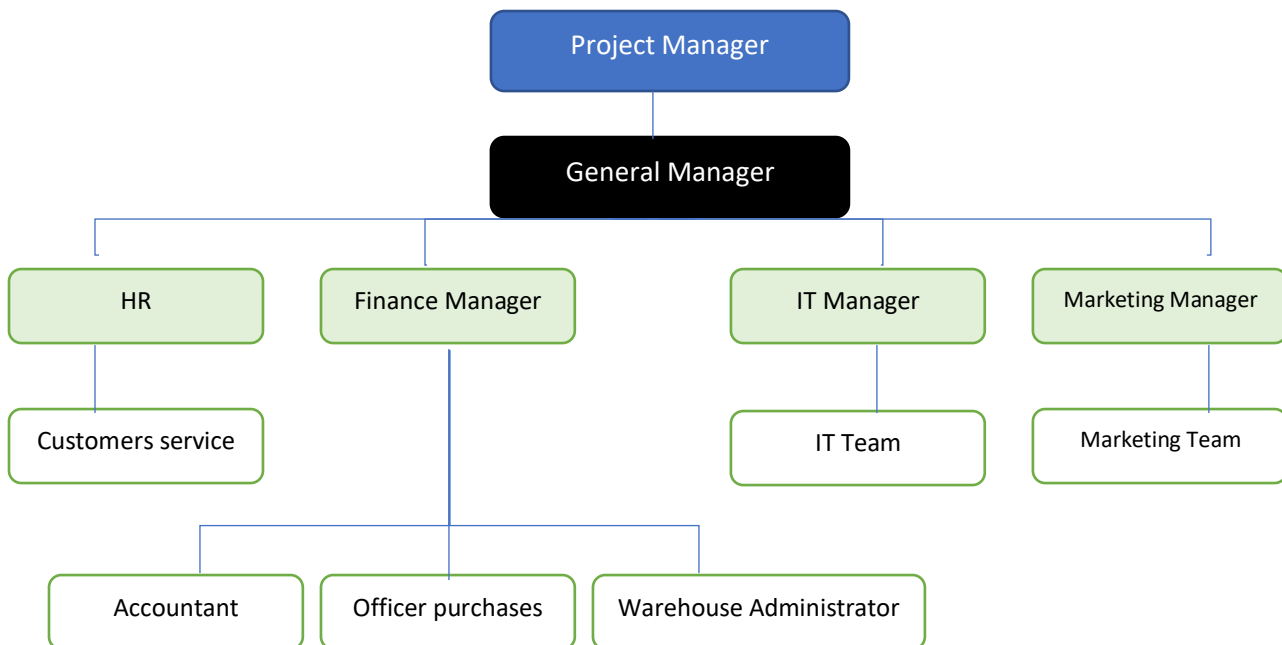 Project Manager
General Manager
HR
Finance Manager
IT Manager
Marketing Manager
Customers service
IT Team
Marketing Team
Accountant
Officer purchases
Warehouse Administrator